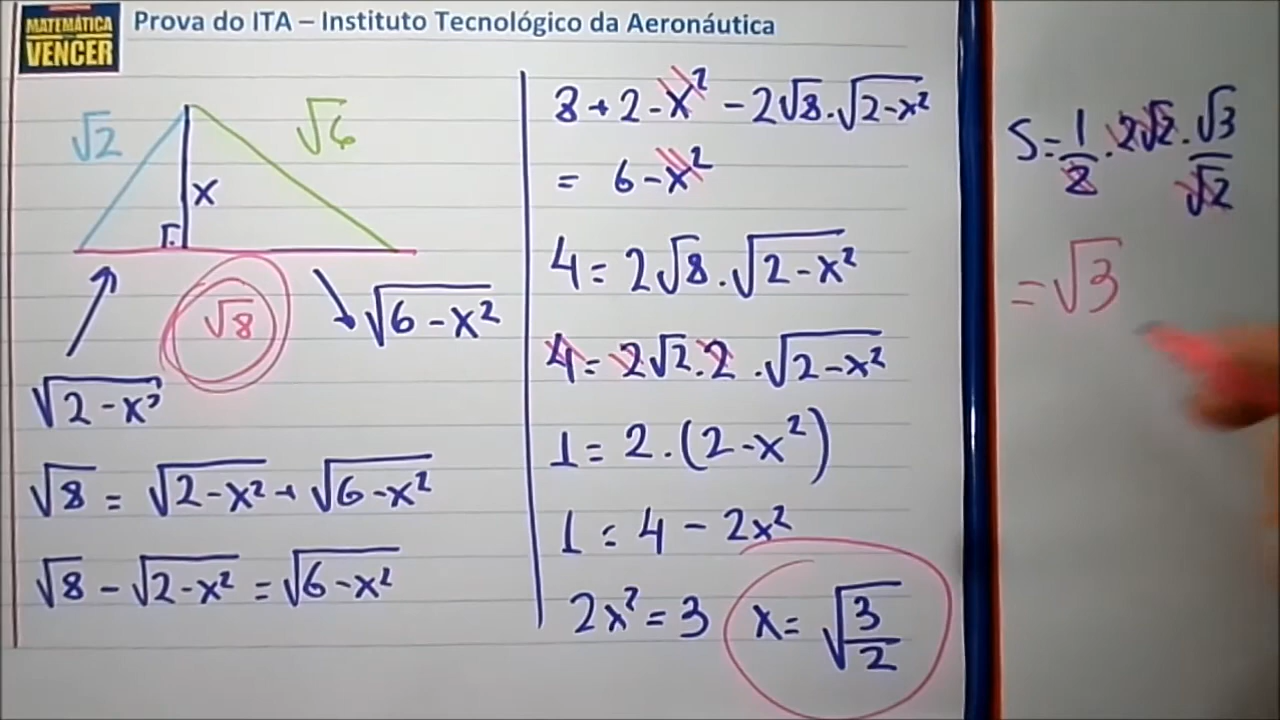 MATEMÁTICA
VENCER
Prova do ITA – Instituto Tecnológico da Aeronáutica
√2
√6
x
√8
√(6 - x²)
√(2 - x²)
√8 = √(2 - x²) + √(6 - x²)
√8 - √(2 - x²) = √(6 - x²)
8 + 2 - x² - 2√8 . √(2 - x²)
= 6 - x²
4 = 2√8 . √(2 - x²)
4 = 2√2 . 2 . √(2 - x²)
1 = 2 . (2 - x²)
1 = 4 - 2x²
2x² = 3 x = √(3/2)
S = 1/2 . 2√2 . √3/√2
= √3